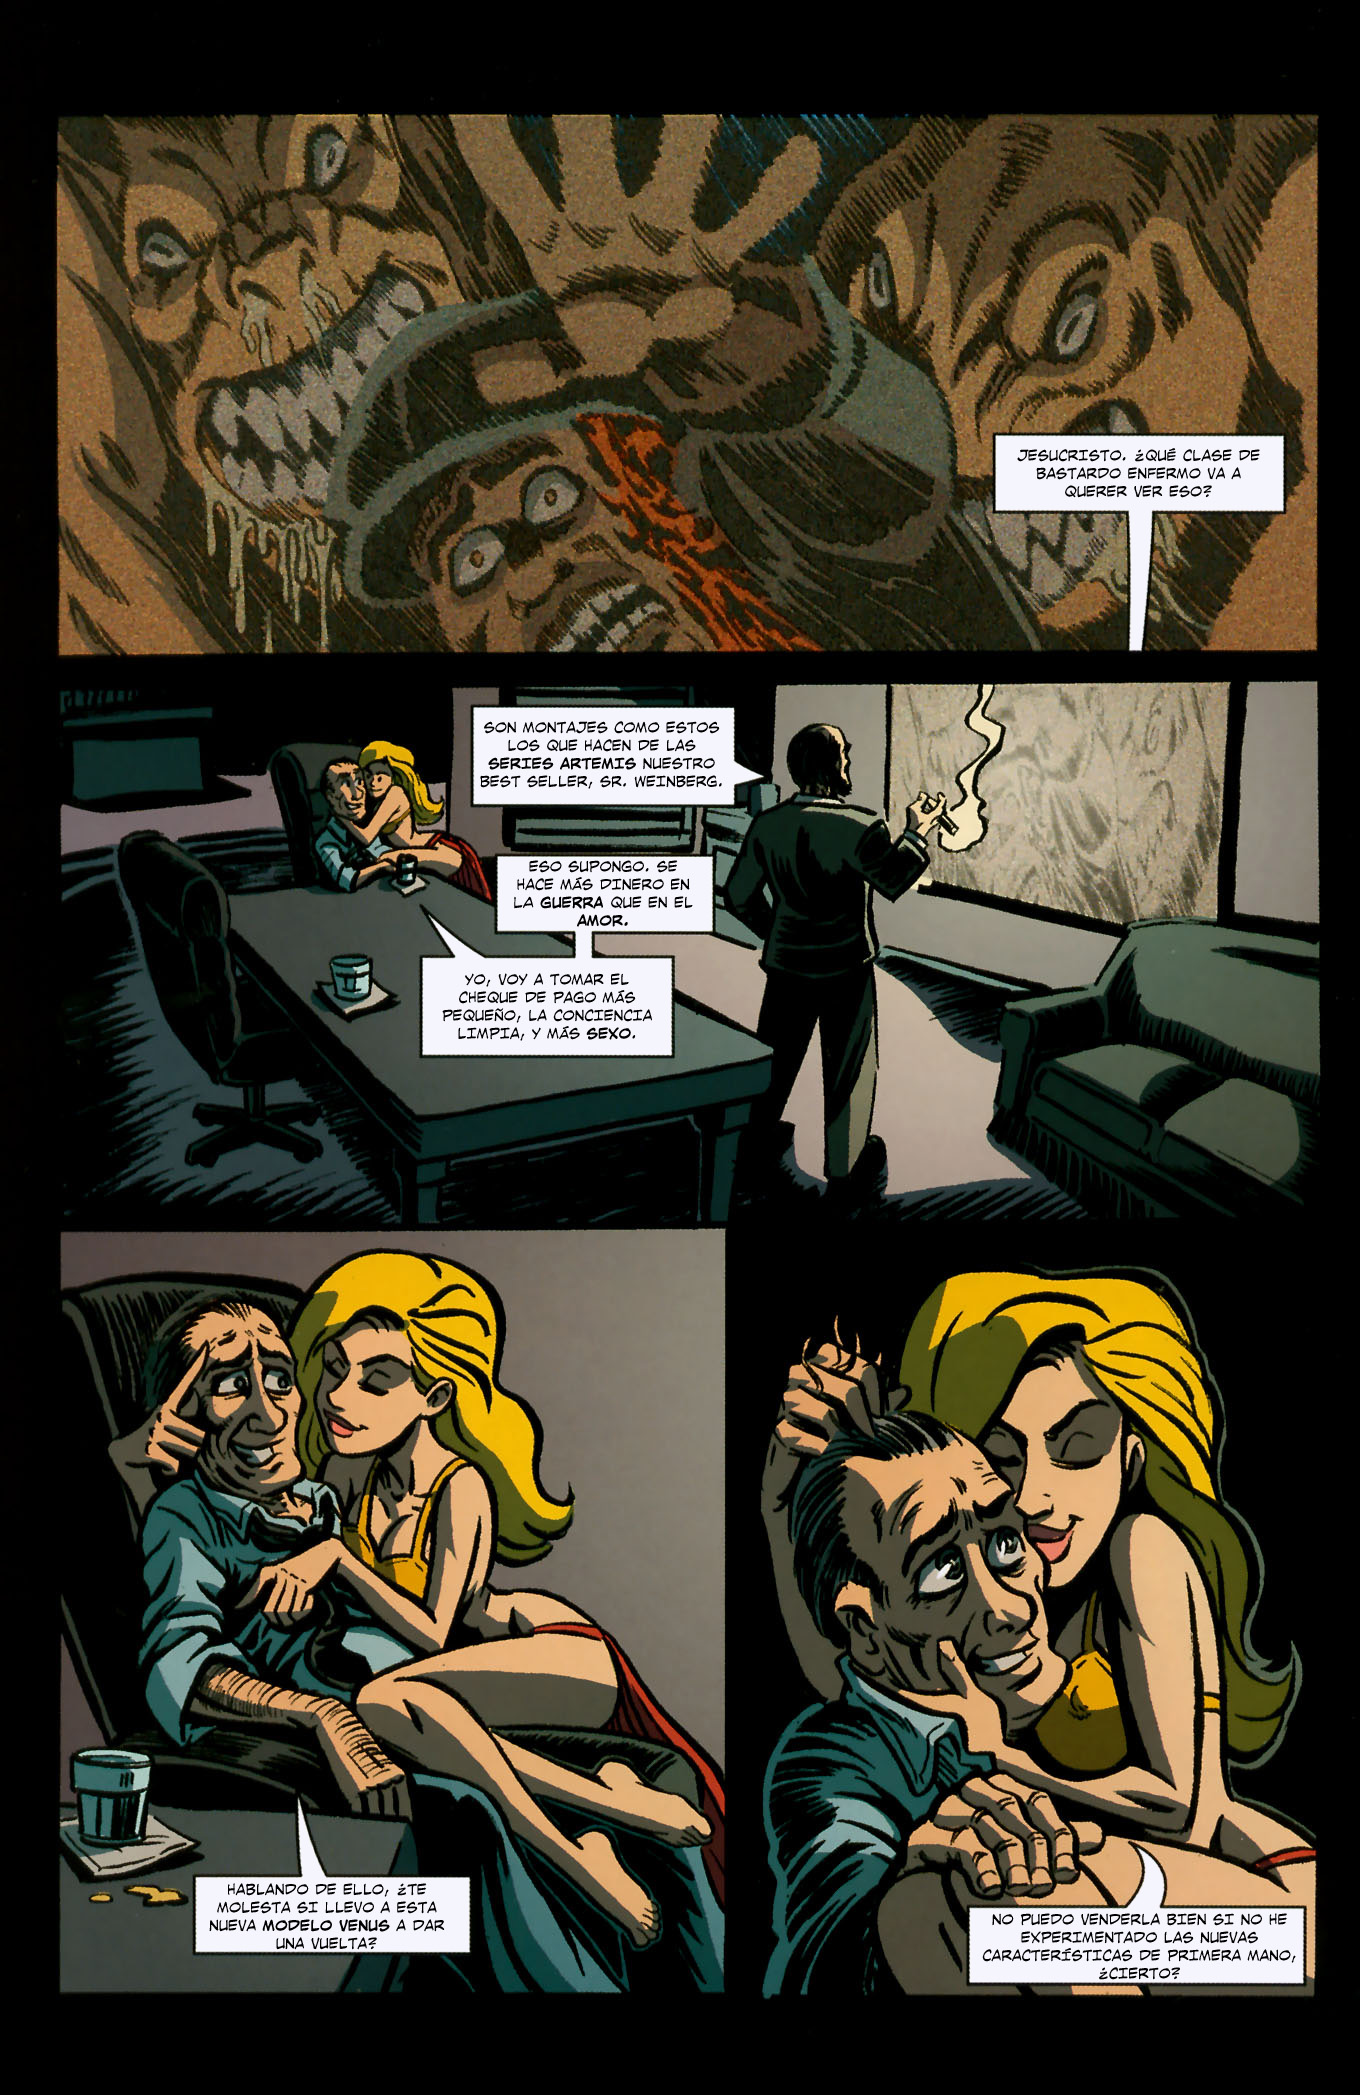 JESUCRISTO. ¿QUÉ CLASE DE
BASTARDO ENFERMO VA A
QUERER VER ESO?
SON MONTAJES COMO ESTOS
LOS QUE HACEN DE LAS
SERIES ARTEMIS NUESTRO
BEST SELLER, SR. WEINBERG.
ESO SUPONGO. SE
HACE MÁS DINERO EN
LA GUERRA QUE EN EL
AMOR.
YO, VOY A TOMAR EL
CHEQUE DE PAGO MÁS
PEQUEÑO, LA CONCIENCIA
LIMPIA, Y MÁS SEXO.
HABLANDO DE ELLO, ¿TE
MOLESTA SI LLEVO A ESTA
NUEVA MODELO VENUS A DAR
UNA VUELTA?
NO PUEDO VENDERLA BIEN SI NO HE
EXPERIMENTADO LAS NUEVAS
CARACTERÍSTICAS DE PRIMERA MANO,
¿CIERTO?